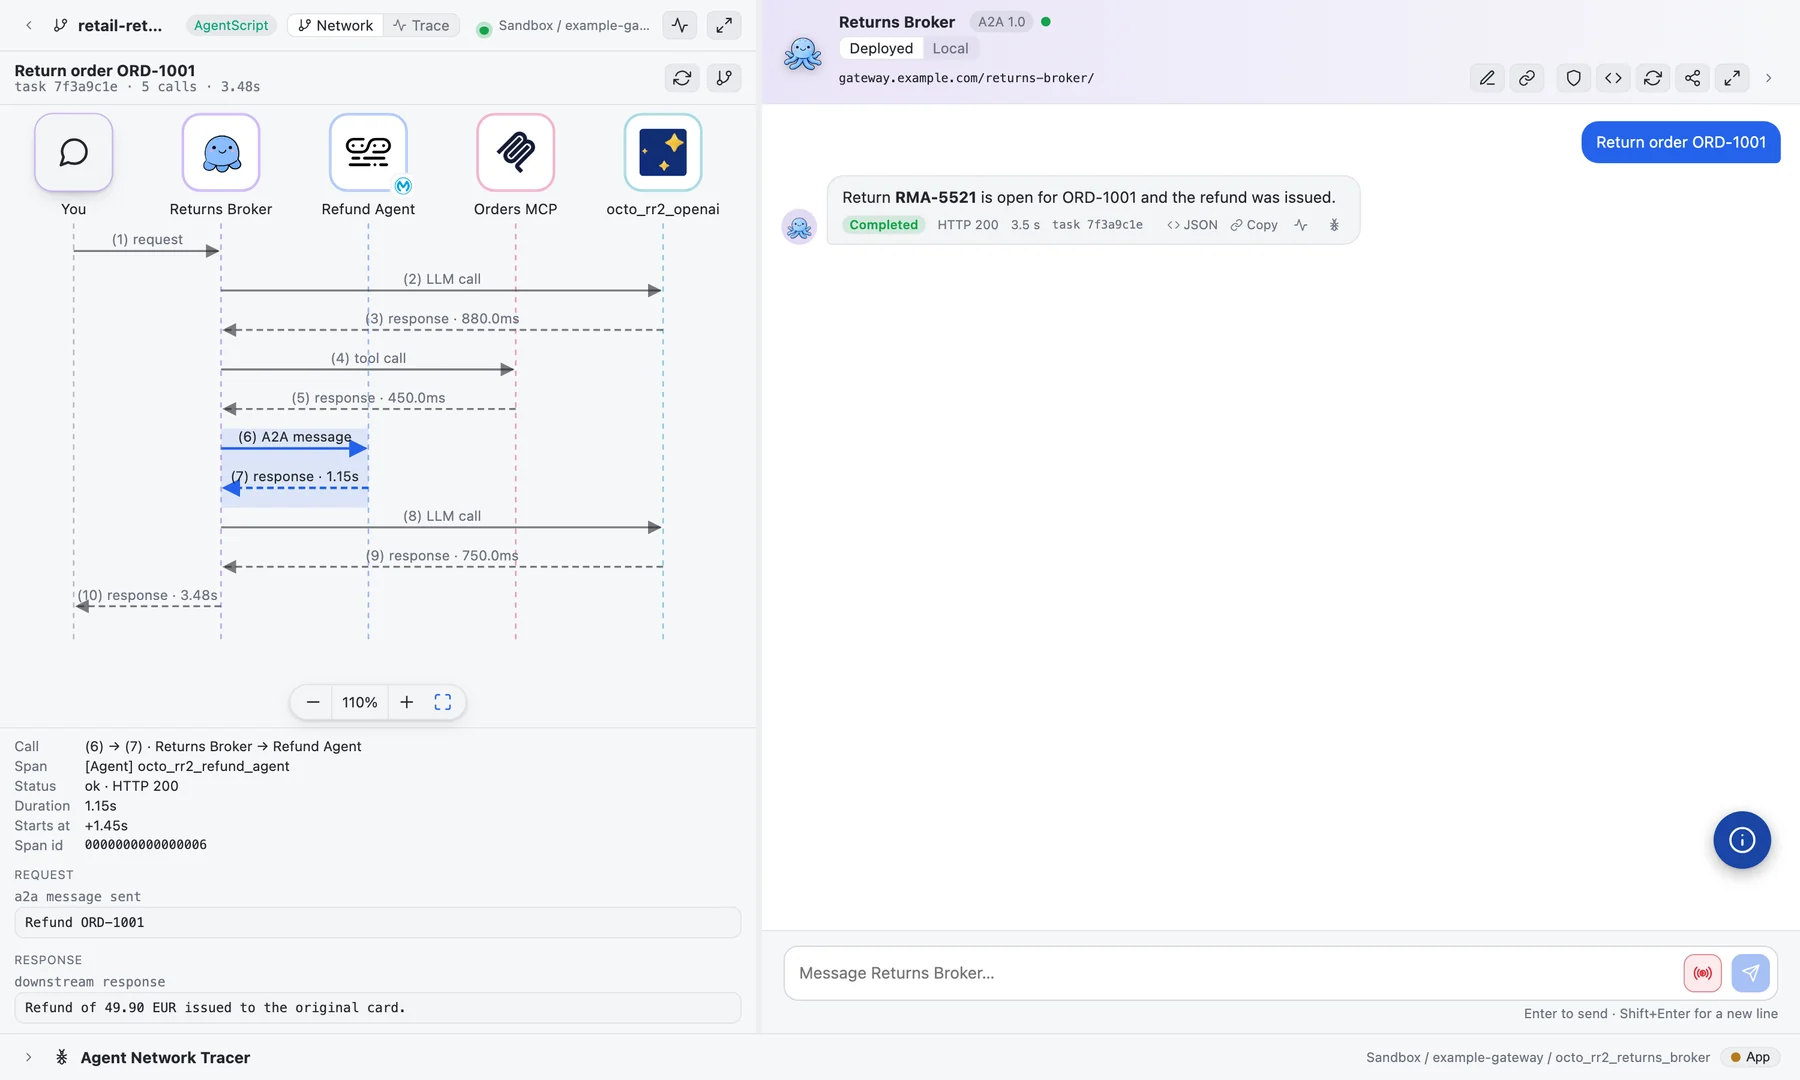 retail-ret...
AgentScript
Network
Trace
Sandbox / example-ga...
Return order ORD-1001
task 7f3a9c1e · 5 calls · 3.48s
You
Returns Broker
Refund Agent
Orders MCP
octo_rr2_openai
(1) request
(2) LLM call
(3) response · 880.0ms
(4) tool call
(5) response · 450.0ms
(6) A2A message
(7) response · 1.15s
(8) LLM call
(9) response · 750.0ms
(10) response · 3.48s
110%
Call (6) → (7) · Returns Broker → Refund Agent
Span [Agent] octo_rr2_refund_agent
Status ok · HTTP 200
Duration 1.15s
Starts at +1.45s
Span id 0000000000000006
REQUEST
a2a message sent
Refund ORD-1001
RESPONSE
downstream response
Refund of 49.90 EUR issued to the original card.
Returns Broker A2A 1.0
Deployed Local
gateway.example.com/returns-broker/
Return order ORD-1001
Return RMA-5521 is open for ORD-1001 and the refund was issued.
Completed HTTP 200 3.5 s task 7f3a9c1e JSON Copy
Message Returns Broker...
Enter to send · Shift+Enter for a new line
Agent Network Tracer
Sandbox / example-gateway / octo_rr2_returns_broker
App